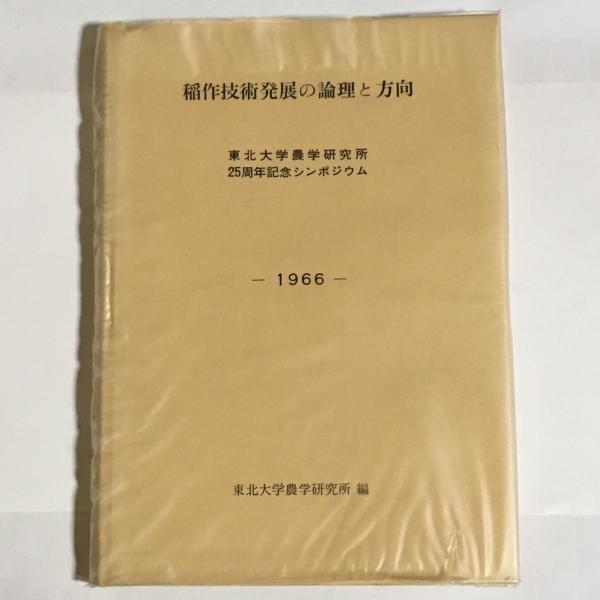 稲作技術発展の論理と方向
東北大学農学研究所
25周年記念シンポジウム
— 1966 —
東北大学農学研究所 編